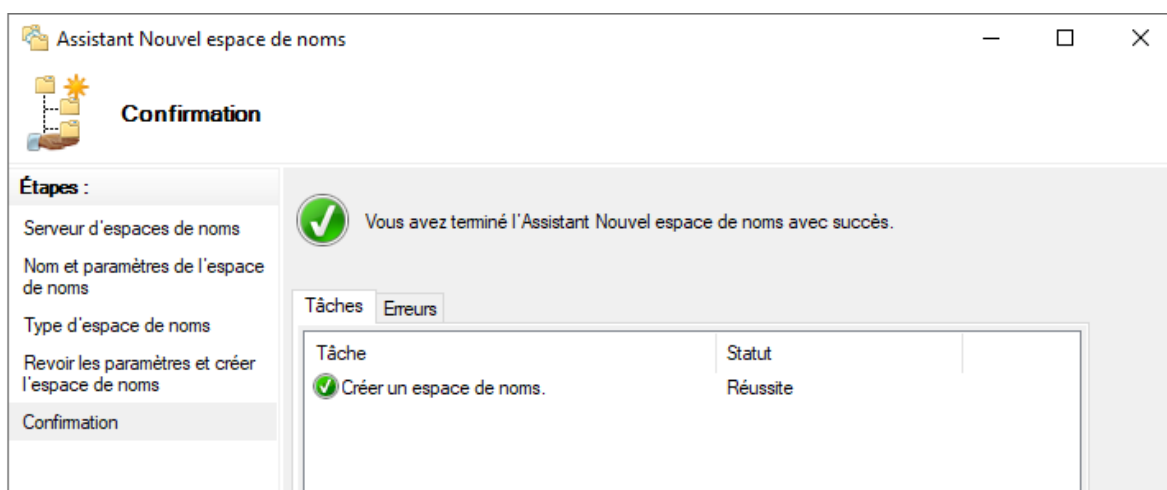 Assistant Nouvel espace de noms
Confirmation
Étapes :
Serveur d'espaces de noms
Nom et paramètres de l'espace
de noms
Type d'espace de noms
Revoir les paramètres et créer
l'espace de noms
Confirmation
Vous avez terminé l'Assistant Nouvel espace de noms avec succès.
Tâches Erreurs
Tâche Statut
Créer un espace de noms. Réussite